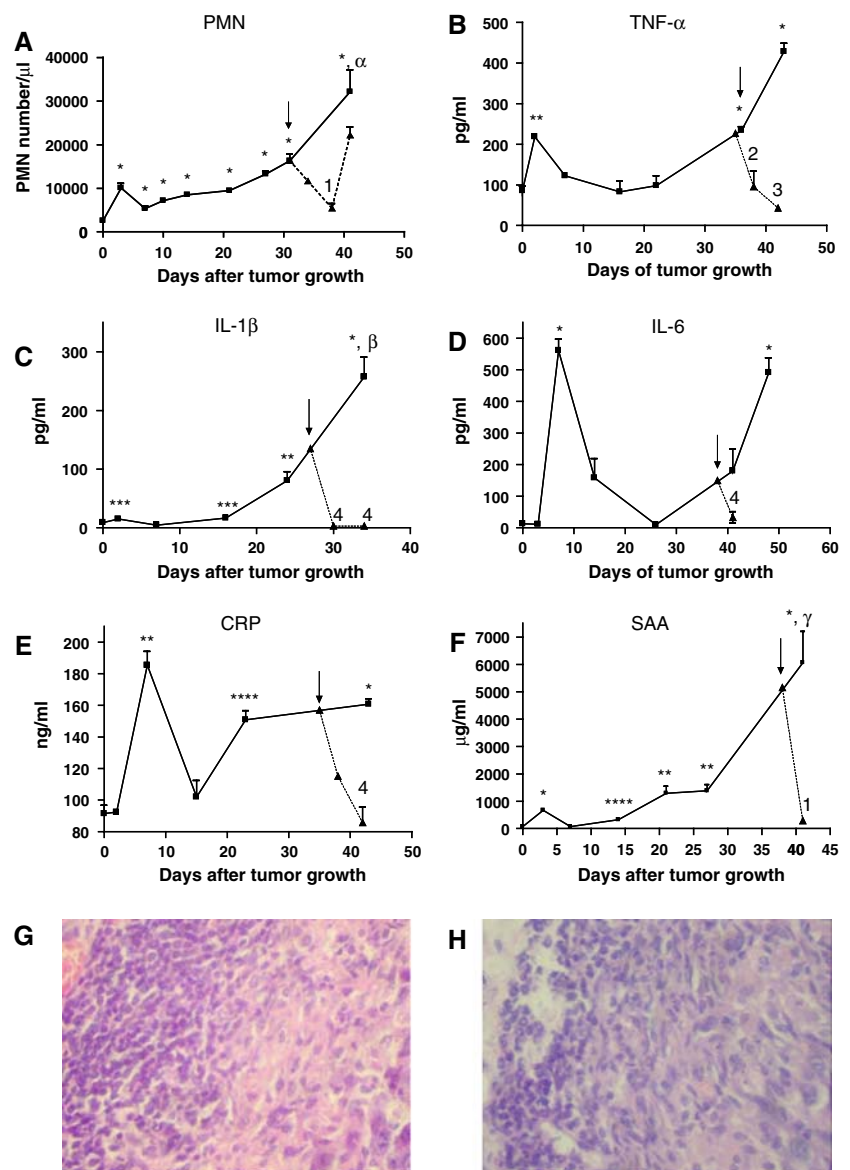 A
PMN
PMN number/µl
40000
30000
20000
10000
0
*, α
*
*
*
*
*
*
*
*
1
0 10 20 30 40 50
Days after tumor growth
B
TNF-α
pg/ml
500
400
300
200
100
0
**
*
*
2
3
0 10 20 30 40 50
Days of tumor growth
C
IL-1β
pg/ml
300
200
100
0
***
***
**
*, β
4 4
0 10 20 30 40
Days after tumor growth
D
IL-6
pg/ml
600
500
400
300
200
100
0
*
*
4
0 10 20 30 40 50 60
Days of tumor growth
E
CRP
ng/ml
200
180
160
140
120
100
80
**
****
*
4
0 10 20 30 40 50
Days after tumor growth
F
SAA
µg/ml
7000
6000
5000
4000
3000
2000
1000
0
*
****
**
**
*, γ
1
0 5 10 15 20 25 30 35 40 45
Days after tumor growth
G
H